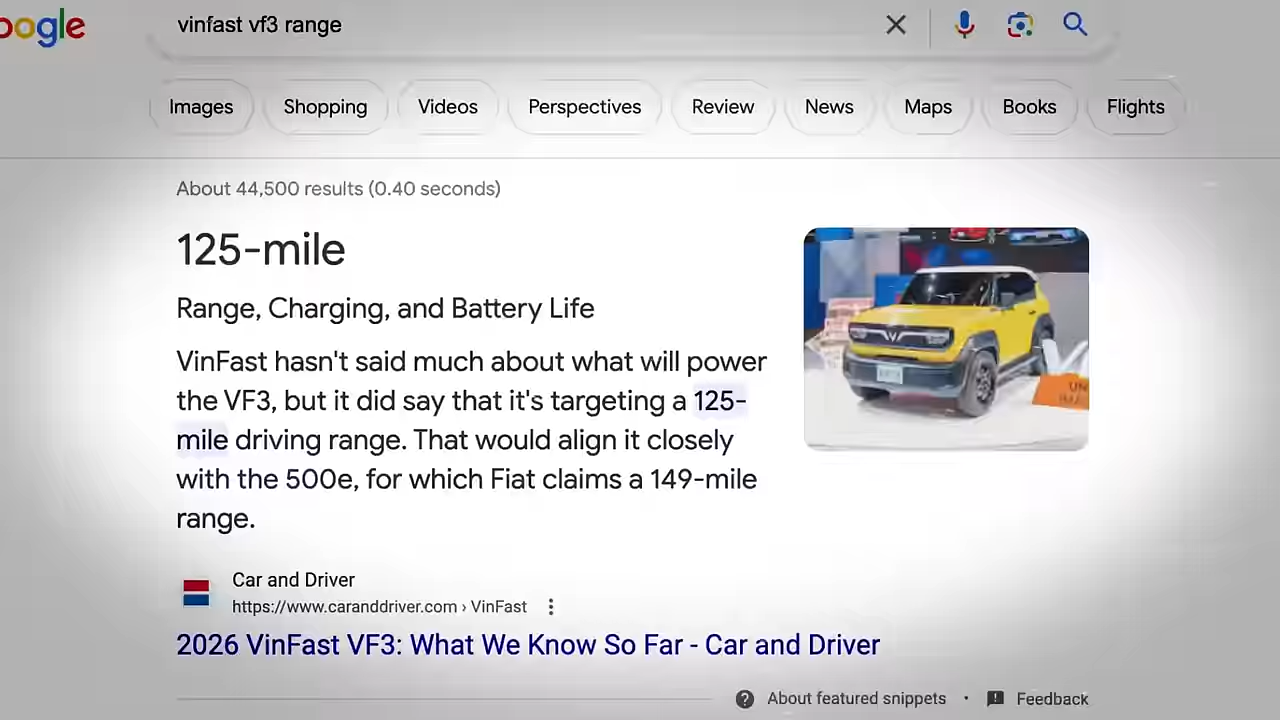 oogle
vinfast vf3 range
Images Shopping Videos Perspectives Review News Maps Books Flights
About 44,500 results (0.40 seconds)
125-mile
Range, Charging, and Battery Life
VinFast hasn't said much about what will power
the VF3, but it did say that it's targeting a 125-
mile driving range. That would align it closely
with the 500e, for which Fiat claims a 149-mile
range.
Car and Driver
https://www.caranddriver.com › VinFast
2026 VinFast VF3: What We Know So Far - Car and Driver
About featured snippets • Feedback